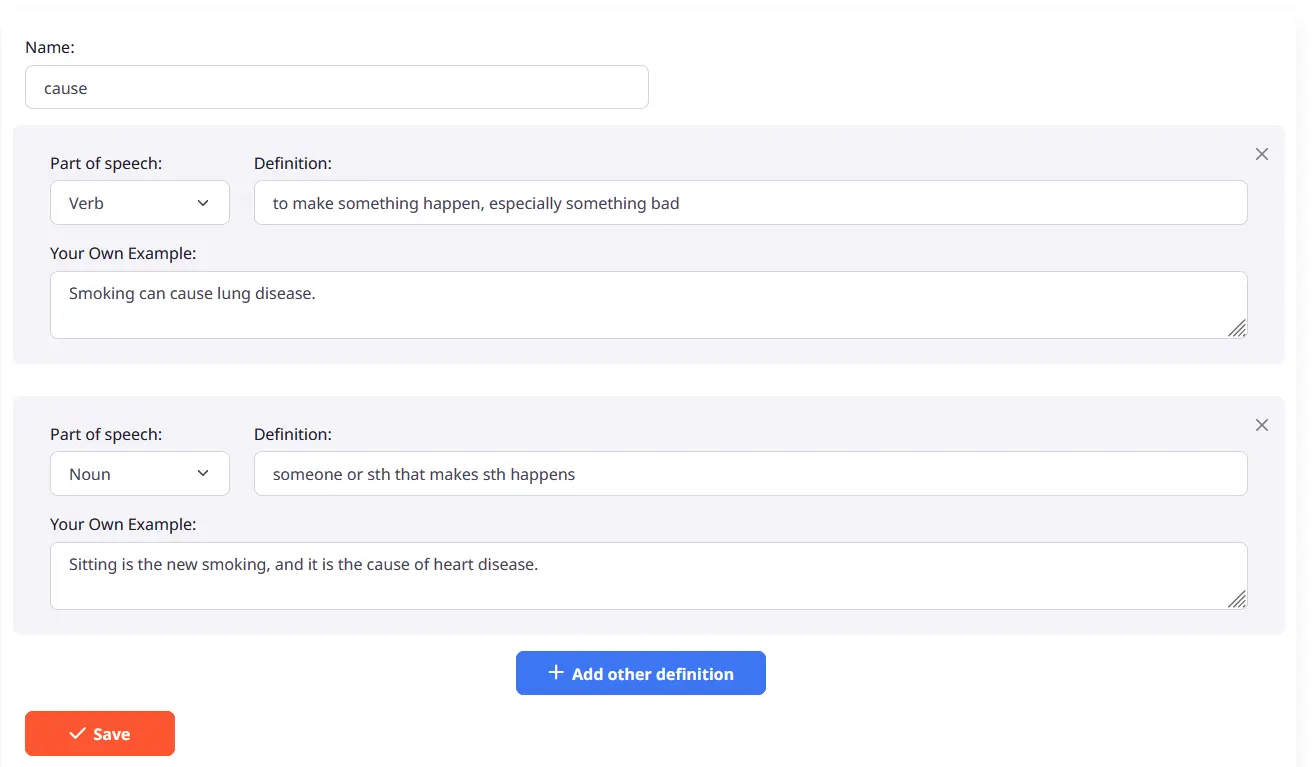 Name:
cause
Part of speech: Definition:
Verb to make something happen, especially something bad
Your Own Example:
Smoking can cause lung disease.
Part of speech: Definition:
Noun someone or sth that makes sth happens
Your Own Example:
Sitting is the new smoking, and it is the cause of heart disease.
Add other definition
Save